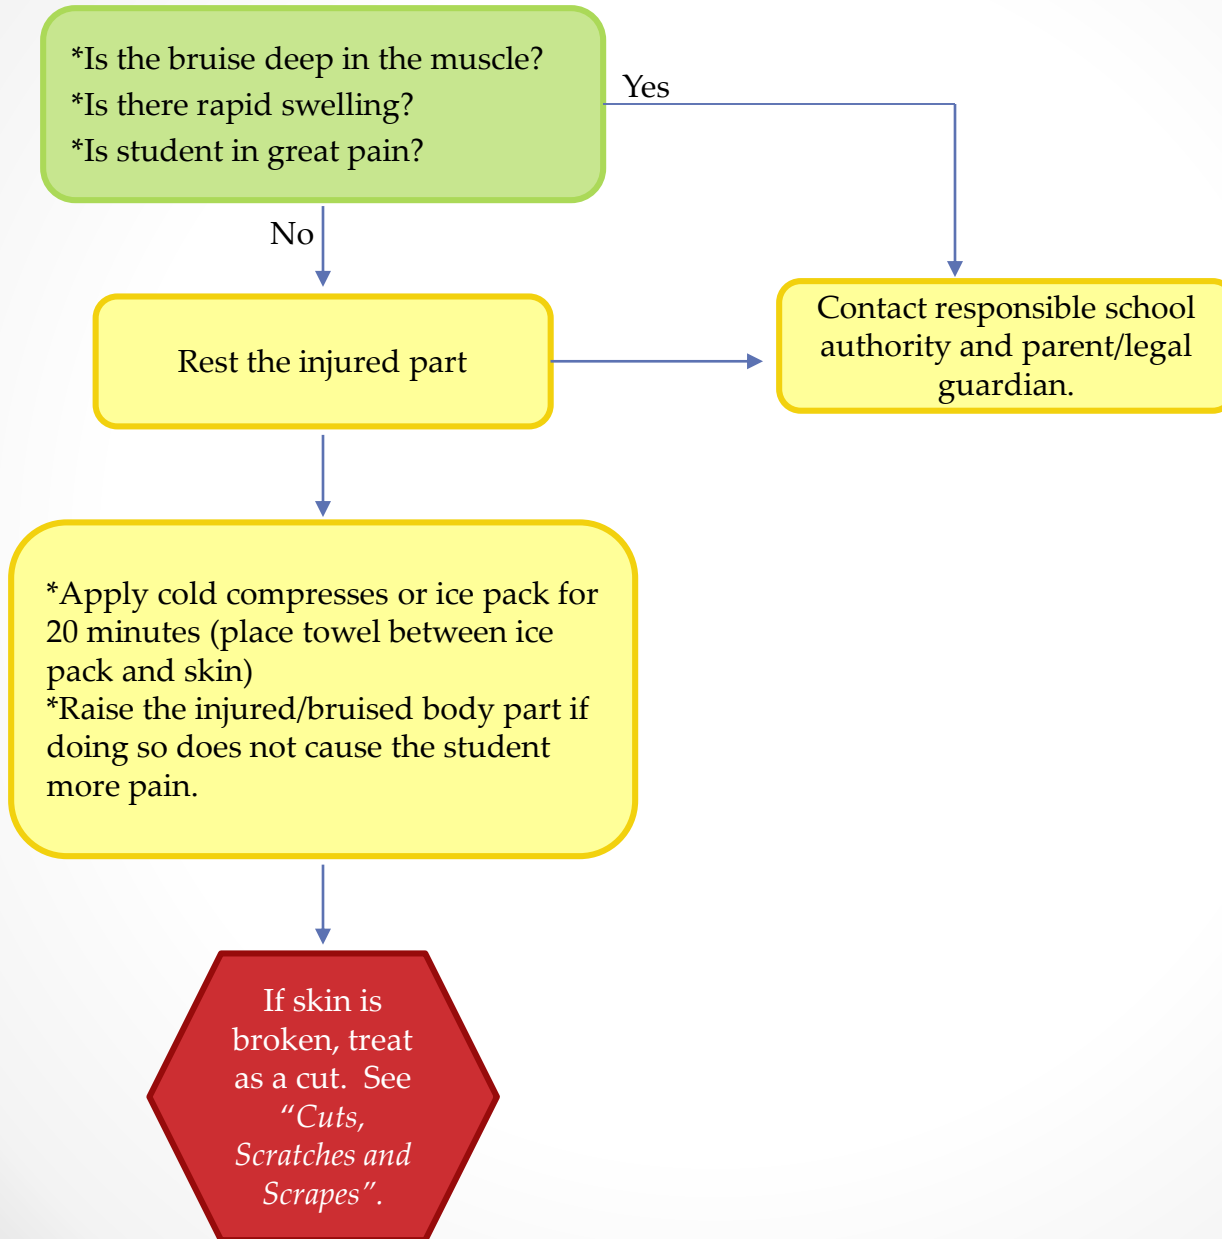 *Is the bruise deep in the muscle?
*Is there rapid swelling?
*Is student in great pain?
Yes
No
Rest the injured part
Contact responsible school
authority and parent/legal
guardian.
*Apply cold compresses or ice pack for
20 minutes (place towel between ice
pack and skin)
*Raise the injured/bruised body part if
doing so does not cause the student
more pain.
If skin is
broken, treat
as a cut.  See
“Cuts,
Scratches and
Scrapes”.